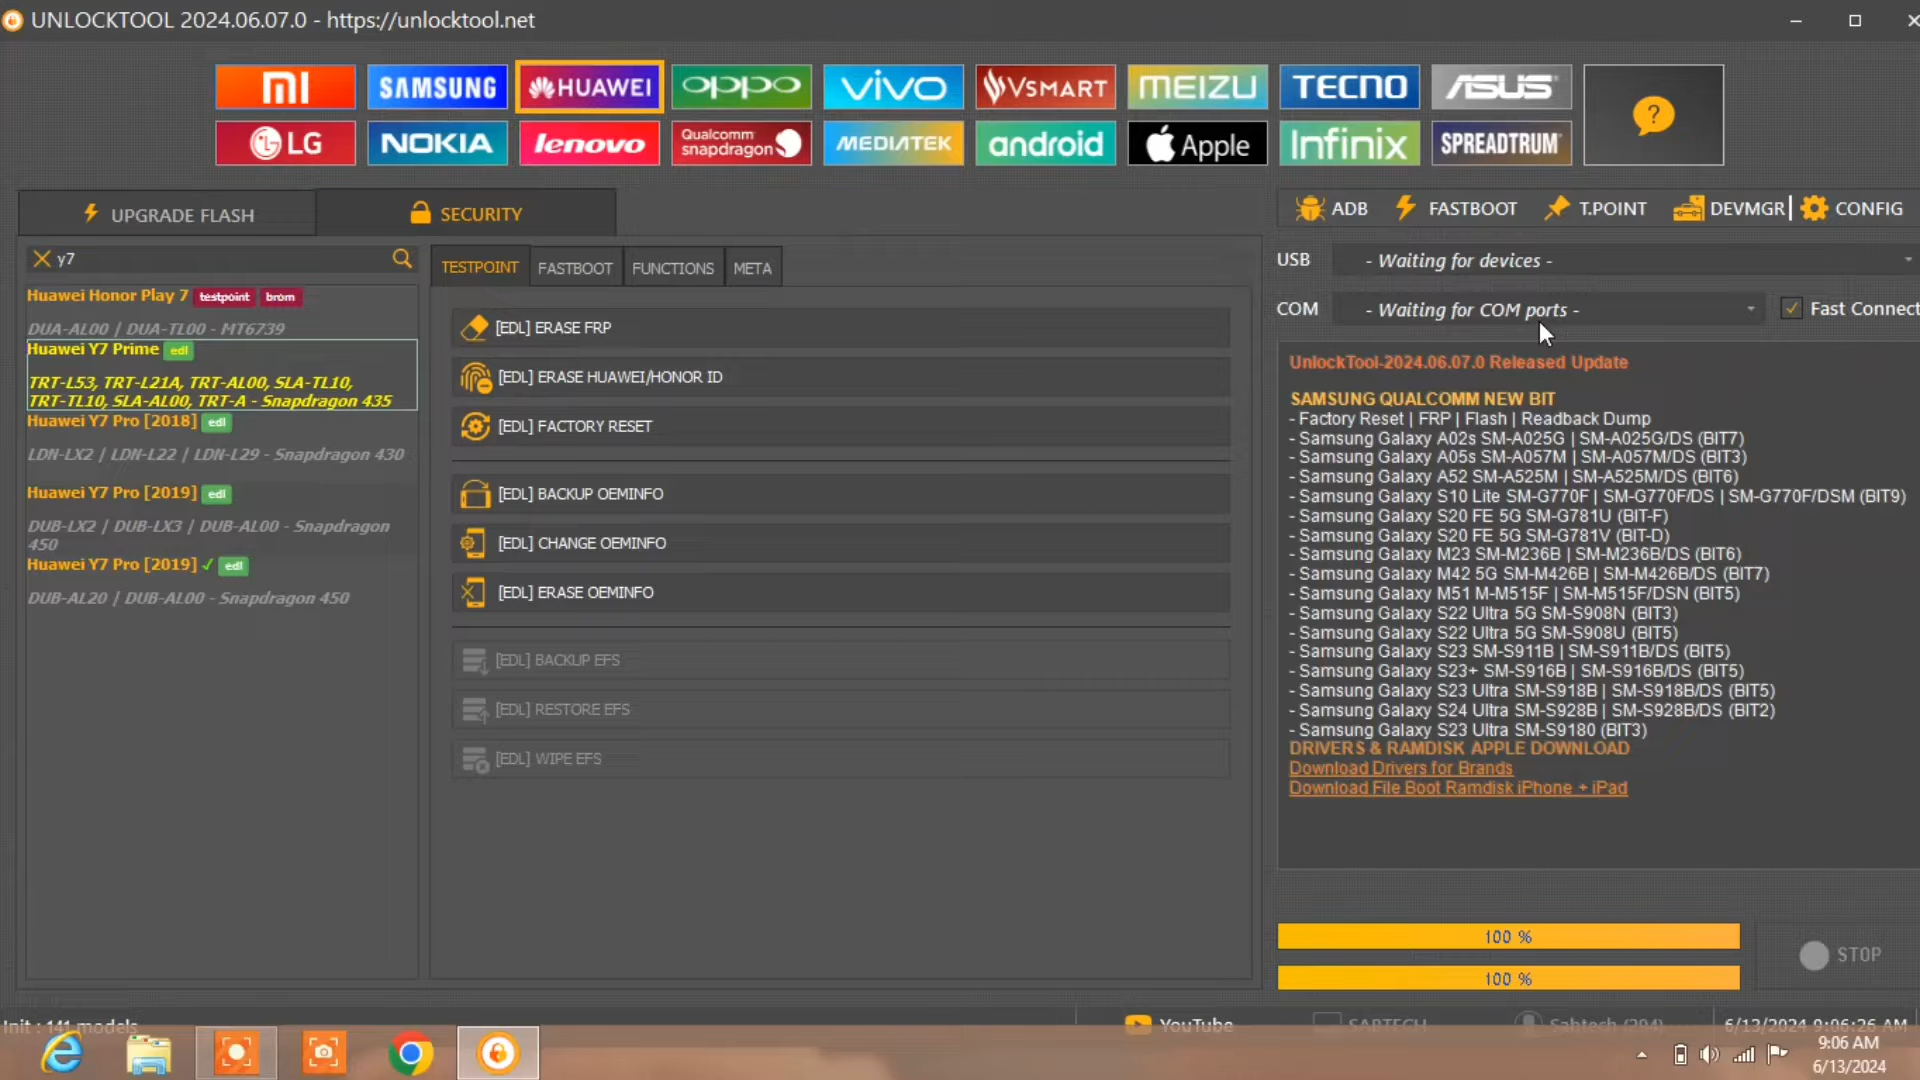 UNLOCKTOOL 2024.06.07.0 - https://unlocktool.net
SAMSUNG
HUAWEI
oppo
vivo
VSMART
MEIZU
TECNO
ASUS
?
LG
NOKIA
lenovo
Qualcomm
snapdragon
MEDIATEK
android
Apple
Infinix
SPREADTRUM
UPGRADE FLASH
SECURITY
ADB
FASTBOOT
T.POINT
DEVMGR
CONFIG
y7
TESTPOINT
FASTBOOT
FUNCTIONS
META
USB
- Waiting for devices -
COM
- Waiting for COM ports -
Fast Connect
Huawei Honor Play 7 testpoint brom
DUA-AL00 | DUA-TL00 - MT6739
Huawei Y7 Prime edl
TRT-L53, TRT-L21A, TRT-AL00, SLA-TL10,
TRT-TL10, SLA-AL00, TRT-A - Snapdragon 435
Huawei Y7 Pro [2018] edl
LDN-LX2 | LDN-L22 | LDN-L29 - Snapdragon 430
Huawei Y7 Pro [2019] edl
DUB-LX2 | DUB-LX3 | DUB-AL00 - Snapdragon
450
Huawei Y7 Pro [2019] ✓ edl
DUB-AL20 | DUB-AL00 - Snapdragon 450
[EDL] ERASE FRP
[EDL] ERASE HUAWEI/HONOR ID
[EDL] FACTORY RESET
[EDL] BACKUP OEMINFO
[EDL] CHANGE OEMINFO
[EDL] ERASE OEMINFO
[EDL] BACKUP EFS
[EDL] RESTORE EFS
[EDL] WIPE EFS
UnlockTool-2024.06.07.0 Released Update
SAMSUNG QUALCOMM NEW BIT
- Factory Reset | FRP | Flash | Readback Dump
- Samsung Galaxy A02s SM-A025G | SM-A025G/DS (BIT7)
- Samsung Galaxy A05s SM-A057M | SM-A057M/DS (BIT3)
- Samsung Galaxy A52 SM-A525M | SM-A525M/DS (BIT6)
- Samsung Galaxy S10 Lite SM-G770F | SM-G770F/DS | SM-G770F/DSM (BIT9)
- Samsung Galaxy S20 FE 5G SM-G781U (BIT-F)
- Samsung Galaxy S20 FE 5G SM-G781V (BIT-D)
- Samsung Galaxy M23 SM-M236B | SM-M236B/DS (BIT6)
- Samsung Galaxy M42 5G SM-M426B | SM-M426B/DS (BIT7)
- Samsung Galaxy M51 M-M515F | SM-M515F/DSN (BIT5)
- Samsung Galaxy S22 Ultra 5G SM-S908N (BIT3)
- Samsung Galaxy S22 Ultra 5G SM-S908U (BIT5)
- Samsung Galaxy S23 SM-S911B | SM-S911B/DS (BIT5)
- Samsung Galaxy S23+ SM-S916B | SM-S916B/DS (BIT5)
- Samsung Galaxy S23 Ultra SM-S918B | SM-S918B/DS (BIT5)
- Samsung Galaxy S24 Ultra SM-S928B | SM-S928B/DS (BIT2)
- Samsung Galaxy S23 Ultra SM-S9180 (BIT3)
DRIVERS & RAMDISK APPLE DOWNLOAD
Download Drivers for Brands
Download File Boot Ramdisk iPhone + iPad
100 %
100 %
STOP
Init : 141 models
YouTube
SABTECH
Sabtech (294)
6/13/2024 9:06:26 AM
9:06 AM
6/13/2024